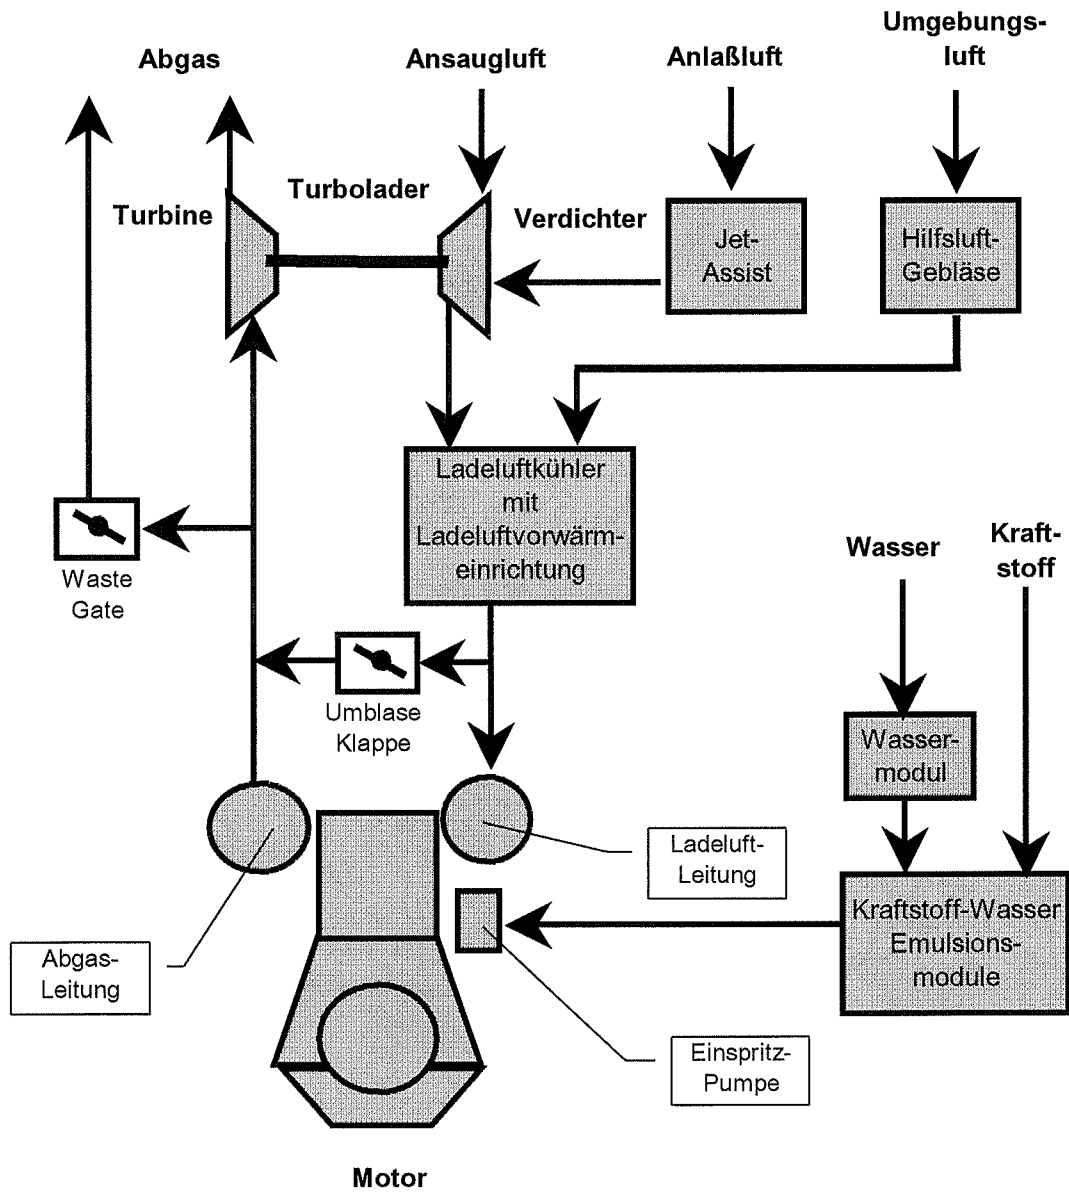 Umgebungs-
luft
Abgas
Ansaugluft
Anlaßluft
Turbolader
Turbine
Verdichter
Jet-
Assist
Hilfsluft-
Gebläse
Ladeluftkühler
mit
Ladeluftvorwärm-
einrichtung
Waste
Gate
Wasser
Kraft-
stoff
Umblase
Klappe
Wasser-
modul
Ladeluft-
Leitung
Kraftstoff-Wasser
Emulsions-
module
Abgas-
Leitung
Einspritz-
Pumpe
Motor